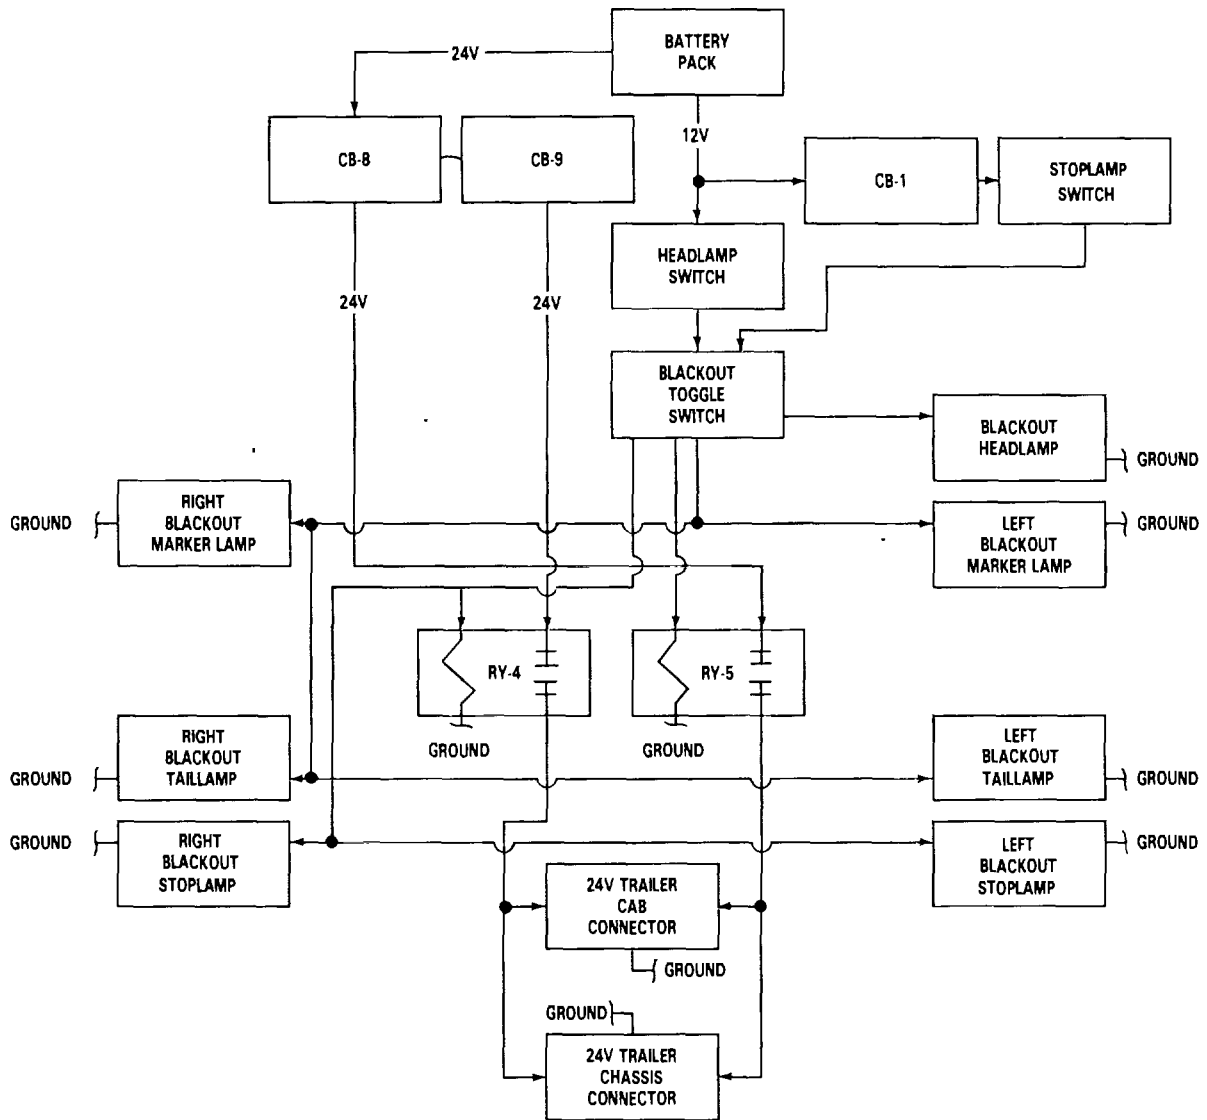 BATTERY
PACK
24V
12V
CB-8
CB-9
CB-1
STOPLAMP
SWITCH
HEADLAMP
SWITCH
24V
24V
BLACKOUT
TOGGLE
SWITCH
BLACKOUT
HEADLAMP
GROUND
GROUND
RIGHT
BLACKOUT
MARKER LAMP
LEFT
BLACKOUT
MARKER LAMP
GROUND
RY-4
RY-5
GROUND
GROUND
GROUND
RIGHT
BLACKOUT
TAILLAMP
LEFT
BLACKOUT
TAILLAMP
GROUND
GROUND
RIGHT
BLACKOUT
STOPLAMP
LEFT
BLACKOUT
STOPLAMP
GROUND
24V TRAILER
CAB
CONNECTOR
GROUND
GROUND
24V TRAILER
CHASSIS
CONNECTOR